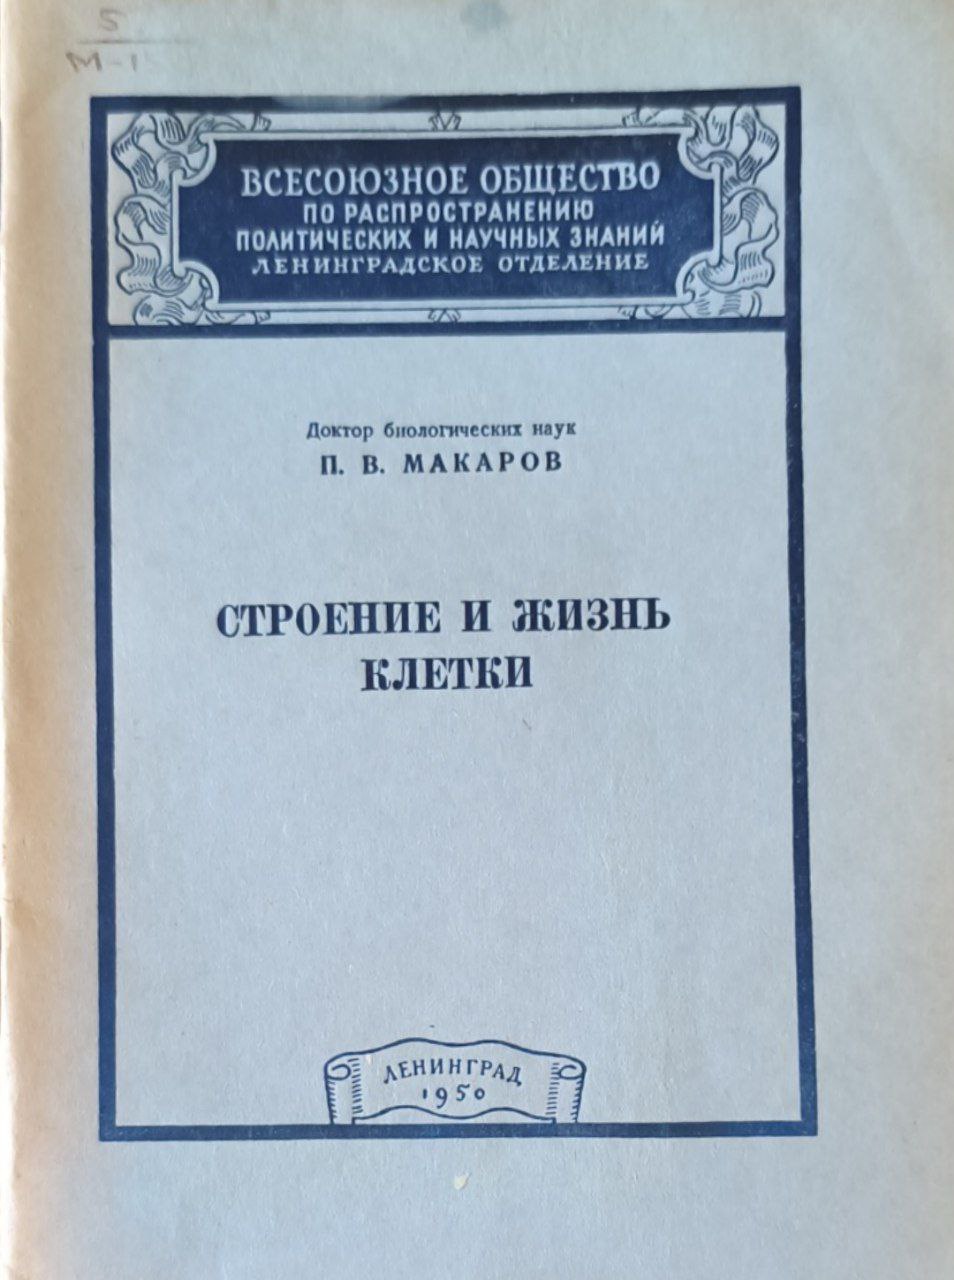 5
М-1
ВСЕСОЮЗНОЕ ОБЩЕСТВО
ПО РАСПРОСТРАНЕНИЮ
ПОЛИТИЧЕСКИХ И НАУЧНЫХ ЗНАНИЙ
ЛЕНИНГРАДСКОЕ ОТДЕЛЕНИЕ
Доктор биологических наук
П. В. МАКАРОВ
СТРОЕНИЕ И ЖИЗНЬ
КЛЕТКИ
ЛЕНИНГРАД
1950